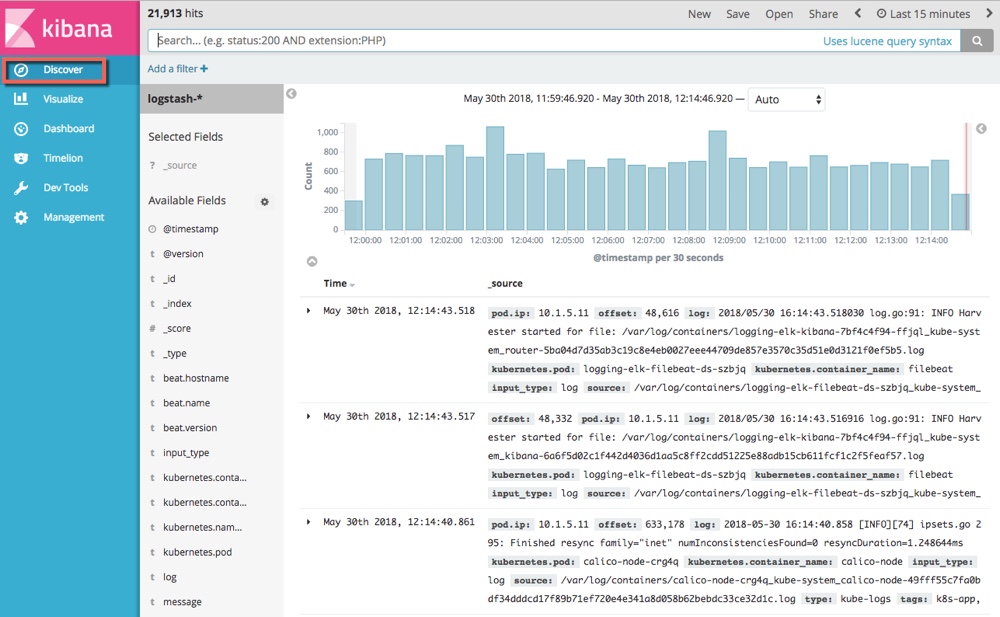 kibana
Discover
Visualize
Dashboard
Timelion
Dev Tools
Management
21,913 hits
New Save Open Share Last 15 minutes
Search... (e.g. status:200 AND extension:PHP) Uses lucene query syntax
Add a filter +
logstash-*
Selected Fields
? _source
Available Fields
@timestamp
t @version
t _id
t _index
# _score
t _type
t beat.hostname
t beat.name
t beat.version
t input_type
t kubernetes.conta...
t kubernetes.conta...
t kubernetes.nam...
t kubernetes.pod
t log
t message
May 30th 2018, 11:59:46.920 - May 30th 2018, 12:14:46.920 — Auto
Count
1,000
800
600
400
200
0
12:00:00 12:01:00 12:02:00 12:03:00 12:04:00 12:05:00 12:06:00 12:07:00 12:08:00 12:09:00 12:10:00 12:11:00 12:12:00 12:13:00 12:14:00
@timestamp per 30 seconds
Time _source
May 30th 2018, 12:14:43.518 pod.ip: 10.1.5.11 offset: 48,616 log: 2018/05/30 16:14:43.518030 log.go:91: INFO Harv
ester started for file: /var/log/containers/logging-elk-kibana-7bf4c4f94-ffjql_kube-syst
em_router-5ba04d7d35ab3c19c8e4eb0027eee44709de857e3570c35d51e0d3121f0ef5b5.log
kubernetes.pod: logging-elk-filebeat-ds-szbjq kubernetes.container_name: filebeat
input_type: log source: /var/log/containers/logging-elk-filebeat-ds-szbjq_kube-system_
May 30th 2018, 12:14:43.517 offset: 48,332 pod.ip: 10.1.5.11 log: 2018/05/30 16:14:43.516916 log.go:91: INFO Harv
ester started for file: /var/log/containers/logging-elk-kibana-7bf4c4f94-ffjql_kube-syst
em_kibana-6a6f5d02c1f442d4036d1aa5c8ff2cdd51225e88adb15cb611fcf1c2f5feaf57.log
kubernetes.pod: logging-elk-filebeat-ds-szbjq kubernetes.container_name: filebeat
input_type: log source: /var/log/containers/logging-elk-filebeat-ds-szbjq_kube-system_
May 30th 2018, 12:14:40.861 pod.ip: 10.1.5.11 offset: 633,178 log: 2018-05-30 16:14:40.858 [INFO][74] ipsets.go 2
95: Finished resync family="inet" numInconsistenciesFound=0 resyncDuration=1.248644ms
kubernetes.pod: calico-node-crg4q kubernetes.container_name: calico-node input_type:
log source: /var/log/containers/calico-node-crg4q_kube-system_calico-node-49fff55c7fa0b
df34dddcd17f89b71ef720e4e341a8d058b62bebdc33ce32d1c.log type: kube-logs tags: k8s-app,